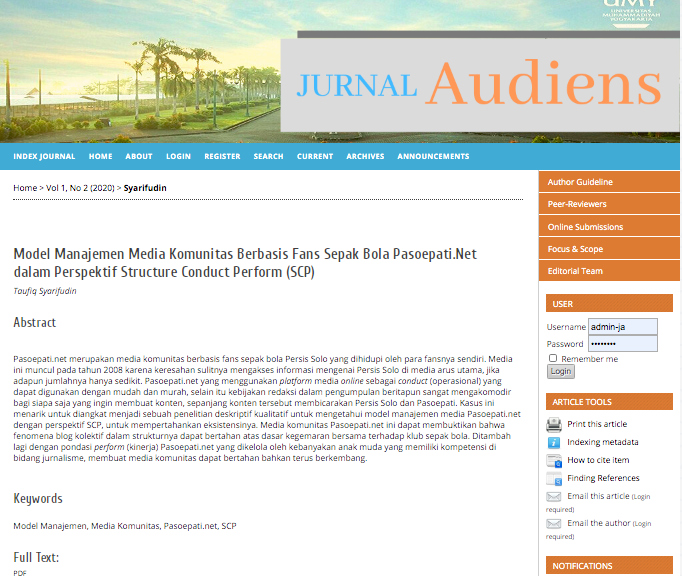 UMY
UNIVERSITAS
MUHAMMADIYAH
YOGYAKARTA
JURNAL Audiens
INDEX JOURNAL HOME ABOUT LOGIN REGISTER SEARCH CURRENT ARCHIVES ANNOUNCEMENTS
Home > Vol 1, No 2 (2020) > Syarifudin
Model Manajemen Media Komunitas Berbasis Fans Sepak Bola Pasoepati.Net
dalam Perspektif Structure Conduct Perform (SCP)
Taufiq Syarifudin
Abstract
Pasoepati.net merupakan media komunitas berbasis fans sepak bola Persis Solo yang dihidupi oleh para fansnya sendiri. Media
ini muncul pada tahun 2008 karena keresahan sulitnya mengakses informasi mengenai Persis Solo di media arus utama, jika
adapun jumlahnya hanya sedikit. Pasoepati.net yang menggunakan platform media online sebagai conduct (operasional) yang
dapat digunakan dengan mudah dan murah, selain itu kebijakan redaksi dalam pengumpulan beritapun sangat mengakomodir
bagi siapa saja yang ingin membuat konten, sepanjang konten tersebut membicarakan Persis Solo dan Pasoepati. Kasus ini
menarik untuk diangkat menjadi sebuah penelitian deskriptif kualitatif untuk mengetahui model manajemen media Pasoepati.net
dengan perspektif SCP, untuk mempertahankan eksistensinya. Media komunitas Pasoepati.net ini dapat membuktikan bahwa
fenomena blog kolektif dalam strukturnya dapat bertahan atas dasar kegemaran bersama terhadap klub sepak bola. Ditambah
lagi dengan pondasi perform (kinerja) Pasoepati.net yang dikelola oleh kebanyakan anak muda yang memiliki kompetensi di
bidang jurnalisme, membuat media komunitas dapat bertahan bahkan terus berkembang.
Keywords
Model Manajemen, Media Komunitas, Pasoepati.net, SCP
Full Text:
PDF
Author Guideline
Peer-Reviewers
Online Submissions
Focus & Scope
Editorial Team
USER
Username admin-ja
Password ••••••••
Remember me
Login
ARTICLE TOOLS
Print this article
Indexing metadata
How to cite item
Finding References
Email this article (Login
required)
Email the author (Login
required)
NOTIFICATIONS